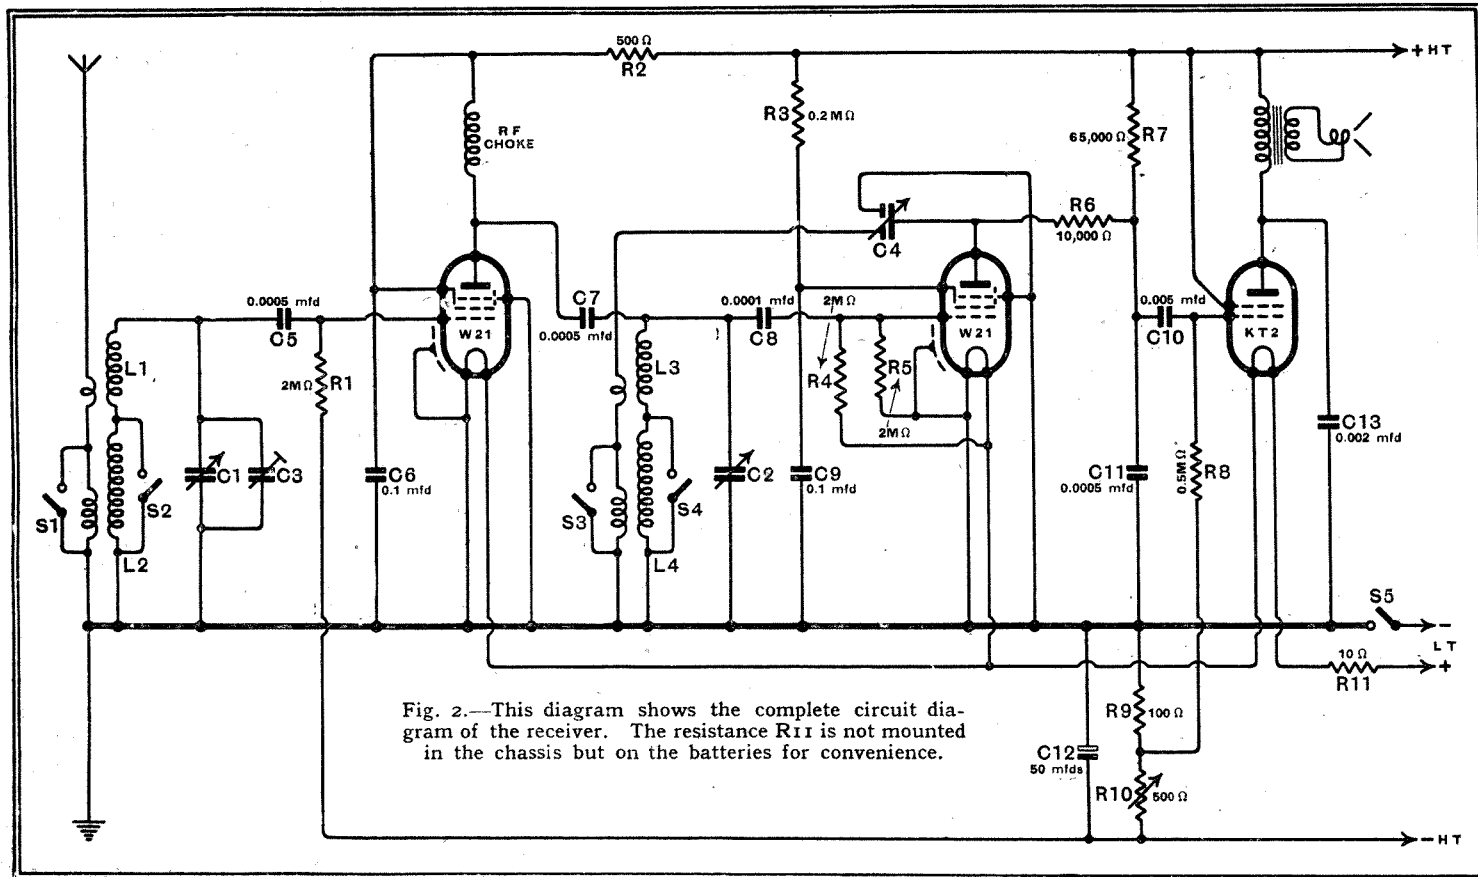 500 Ω
R2
+ HT
R3
0.2MΩ
RF
CHOKE
65,000 Ω
R7
R6
10,000 Ω
C4
0.0005 mfd
C5
W21
C7
0.0005 mfd
0.0001 mfd
C8
2MΩ
W21
0.005 mfd
C10
KT2
L1
2MΩ
R1
L3
R4
R5
2MΩ
C13
0.002 mfd
C1
C3
C6
0.1 mfd
C2
C9
0.1 mfd
C11
0.0005 mfd
0.5MΩ
R8
S1
S2
S3
S4
L2
L4
S5
-
LT
+
10 Ω
R11
Fig. 2.—This diagram shows the complete circuit dia-
gram of the receiver. The resistance R11 is not mounted
in the chassis but on the batteries for convenience.
R9
100 Ω
C12
50 mfds
R10
500 Ω
- HT